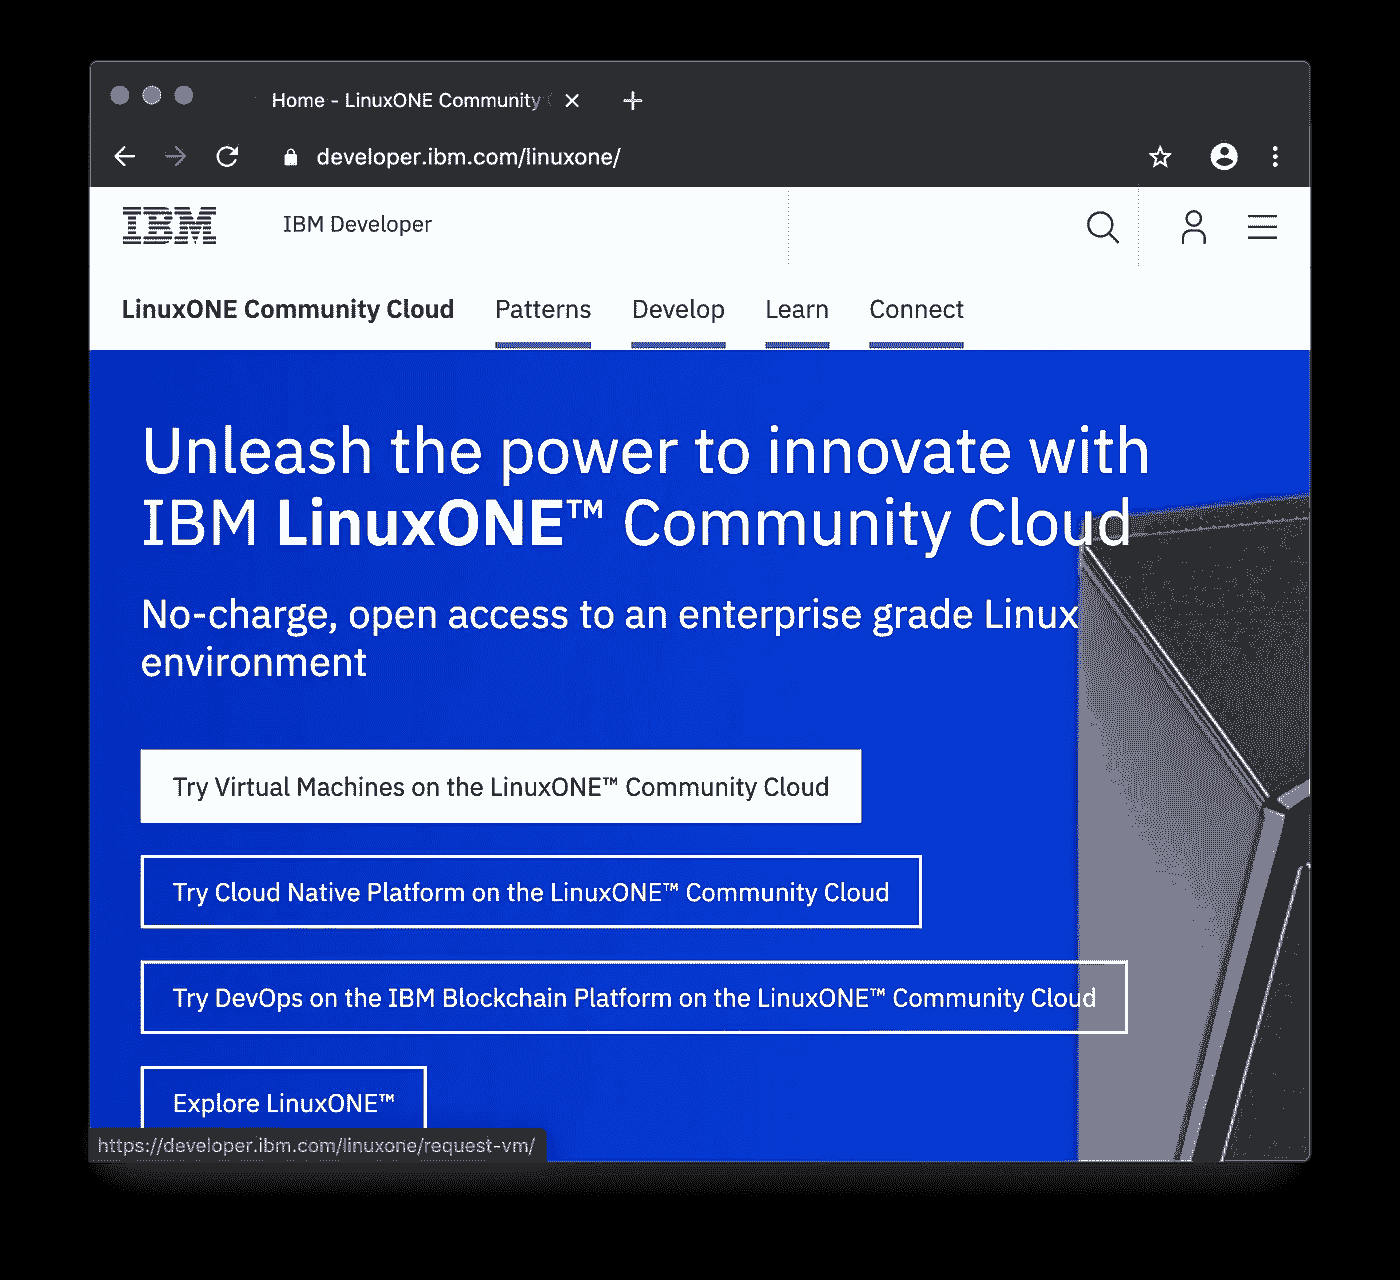 Home - LinuxONE Community
developer.ibm.com/linuxone/
IBM
IBM Developer
LinuxONE Community Cloud Patterns Develop Learn Connect
Unleash the power to innovate with
IBM LinuxONE™ Community Cloud
No-charge, open access to an enterprise grade Linux
environment
Try Virtual Machines on the LinuxONE™ Community Cloud
Try Cloud Native Platform on the LinuxONE™ Community Cloud
Try DevOps on the IBM Blockchain Platform on the LinuxONE™ Community Cloud
Explore LinuxONE™
https://developer.ibm.com/linuxone/request-vm/